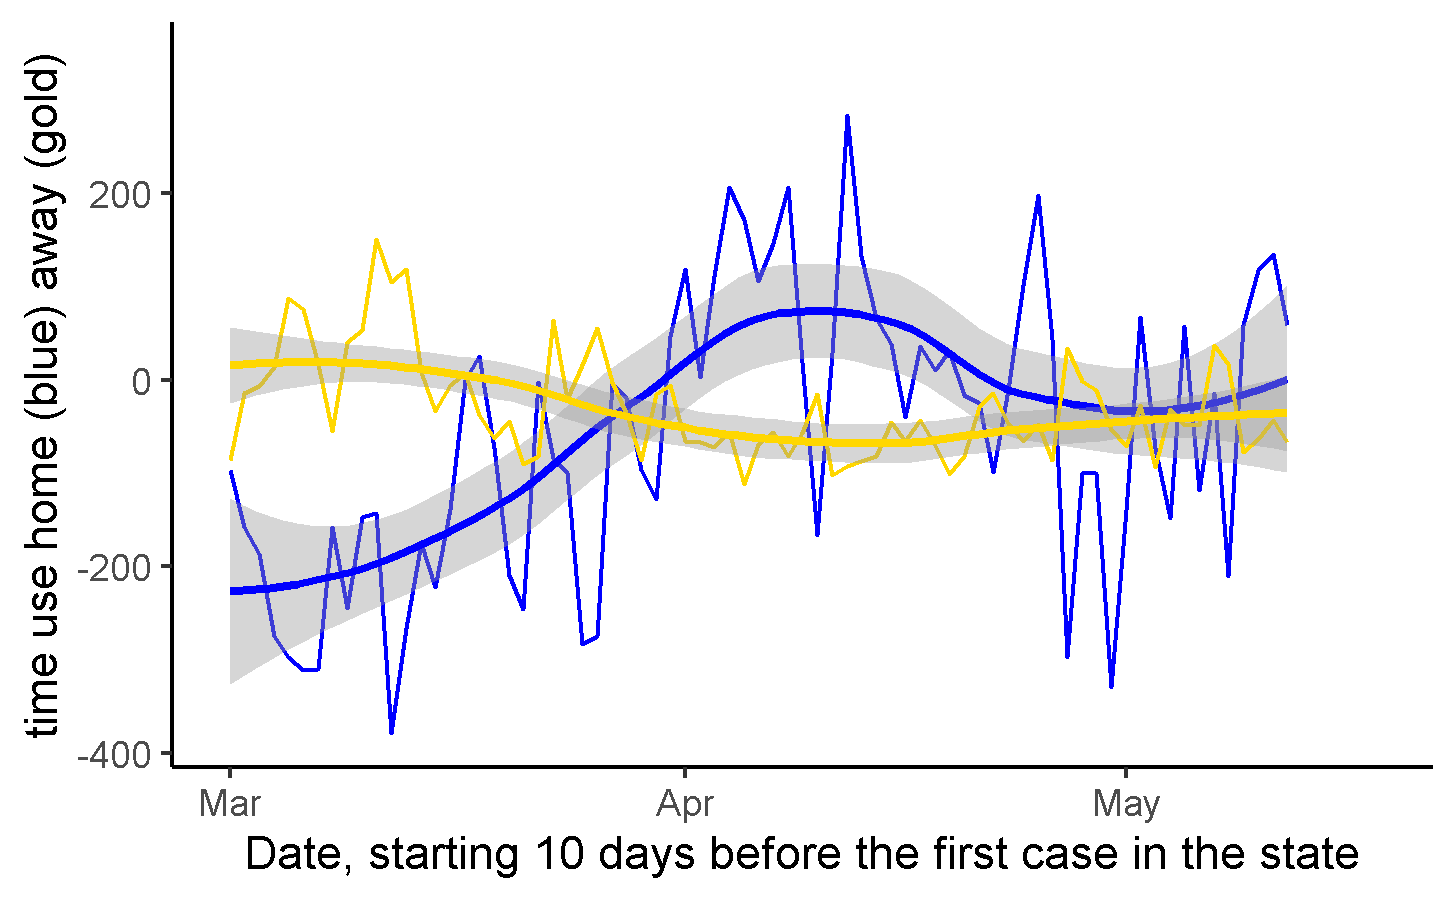 time use home (blue) away (gold)
200
0
-200
-400
Mar
Apr
May
Date, starting 10 days before the first case in the state